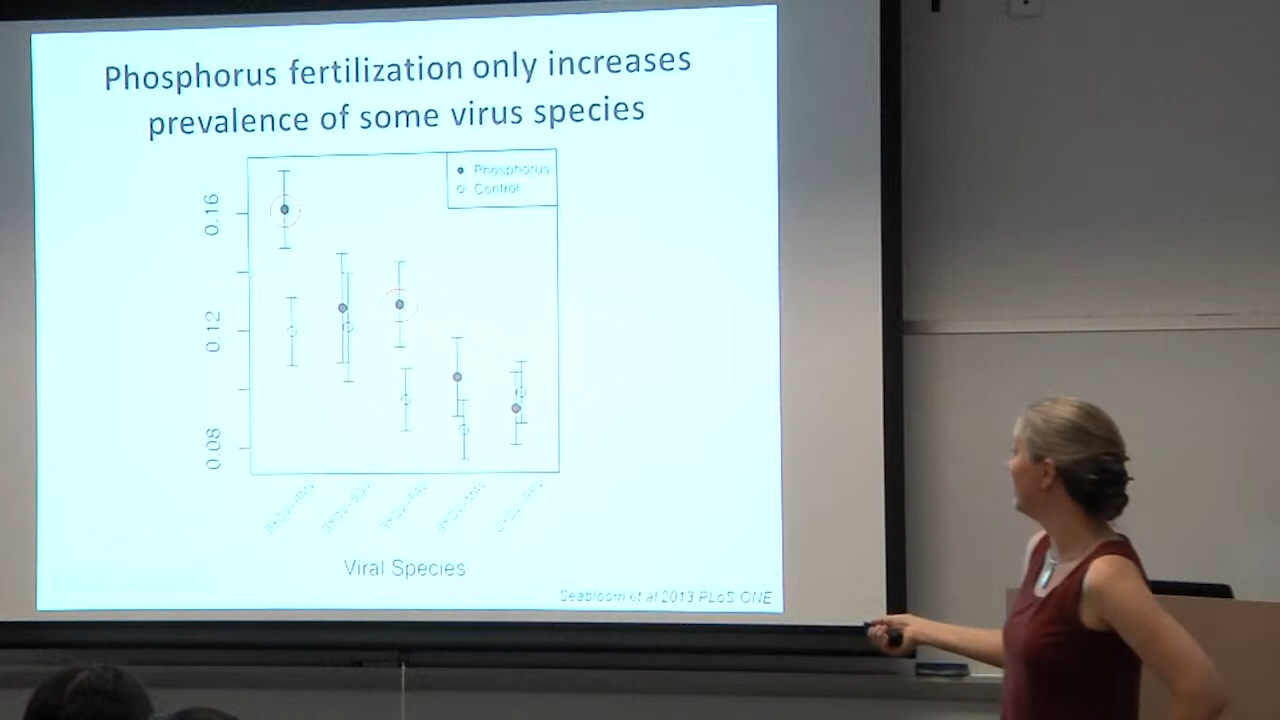 Phosphorus fertilization only increases
prevalence of some virus species
Phosphorus
Control
0.16
0.12
0.08
Viral Species
Seabloom et al 2013 PLoS ONE